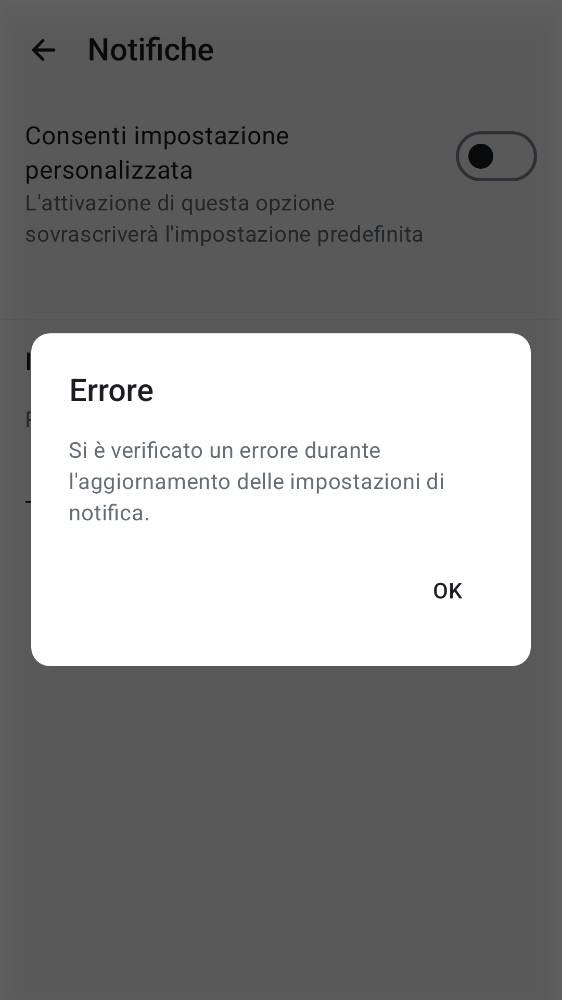 Notifiche
Consenti impostazione
personalizzata
L'attivazione di questa opzione
sovrascriverà l'impostazione predefinita
Errore
Si è verificato un errore durante
l'aggiornamento delle impostazioni di
notifica.
OK